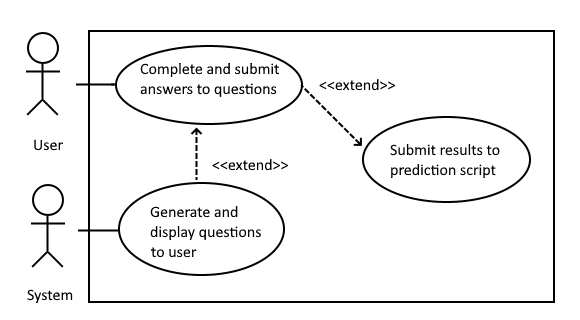 Complete and submit
answers to questions
<<extend>>
User
Submit results to
prediction script
<<extend>>
Generate and
display questions
to user
System